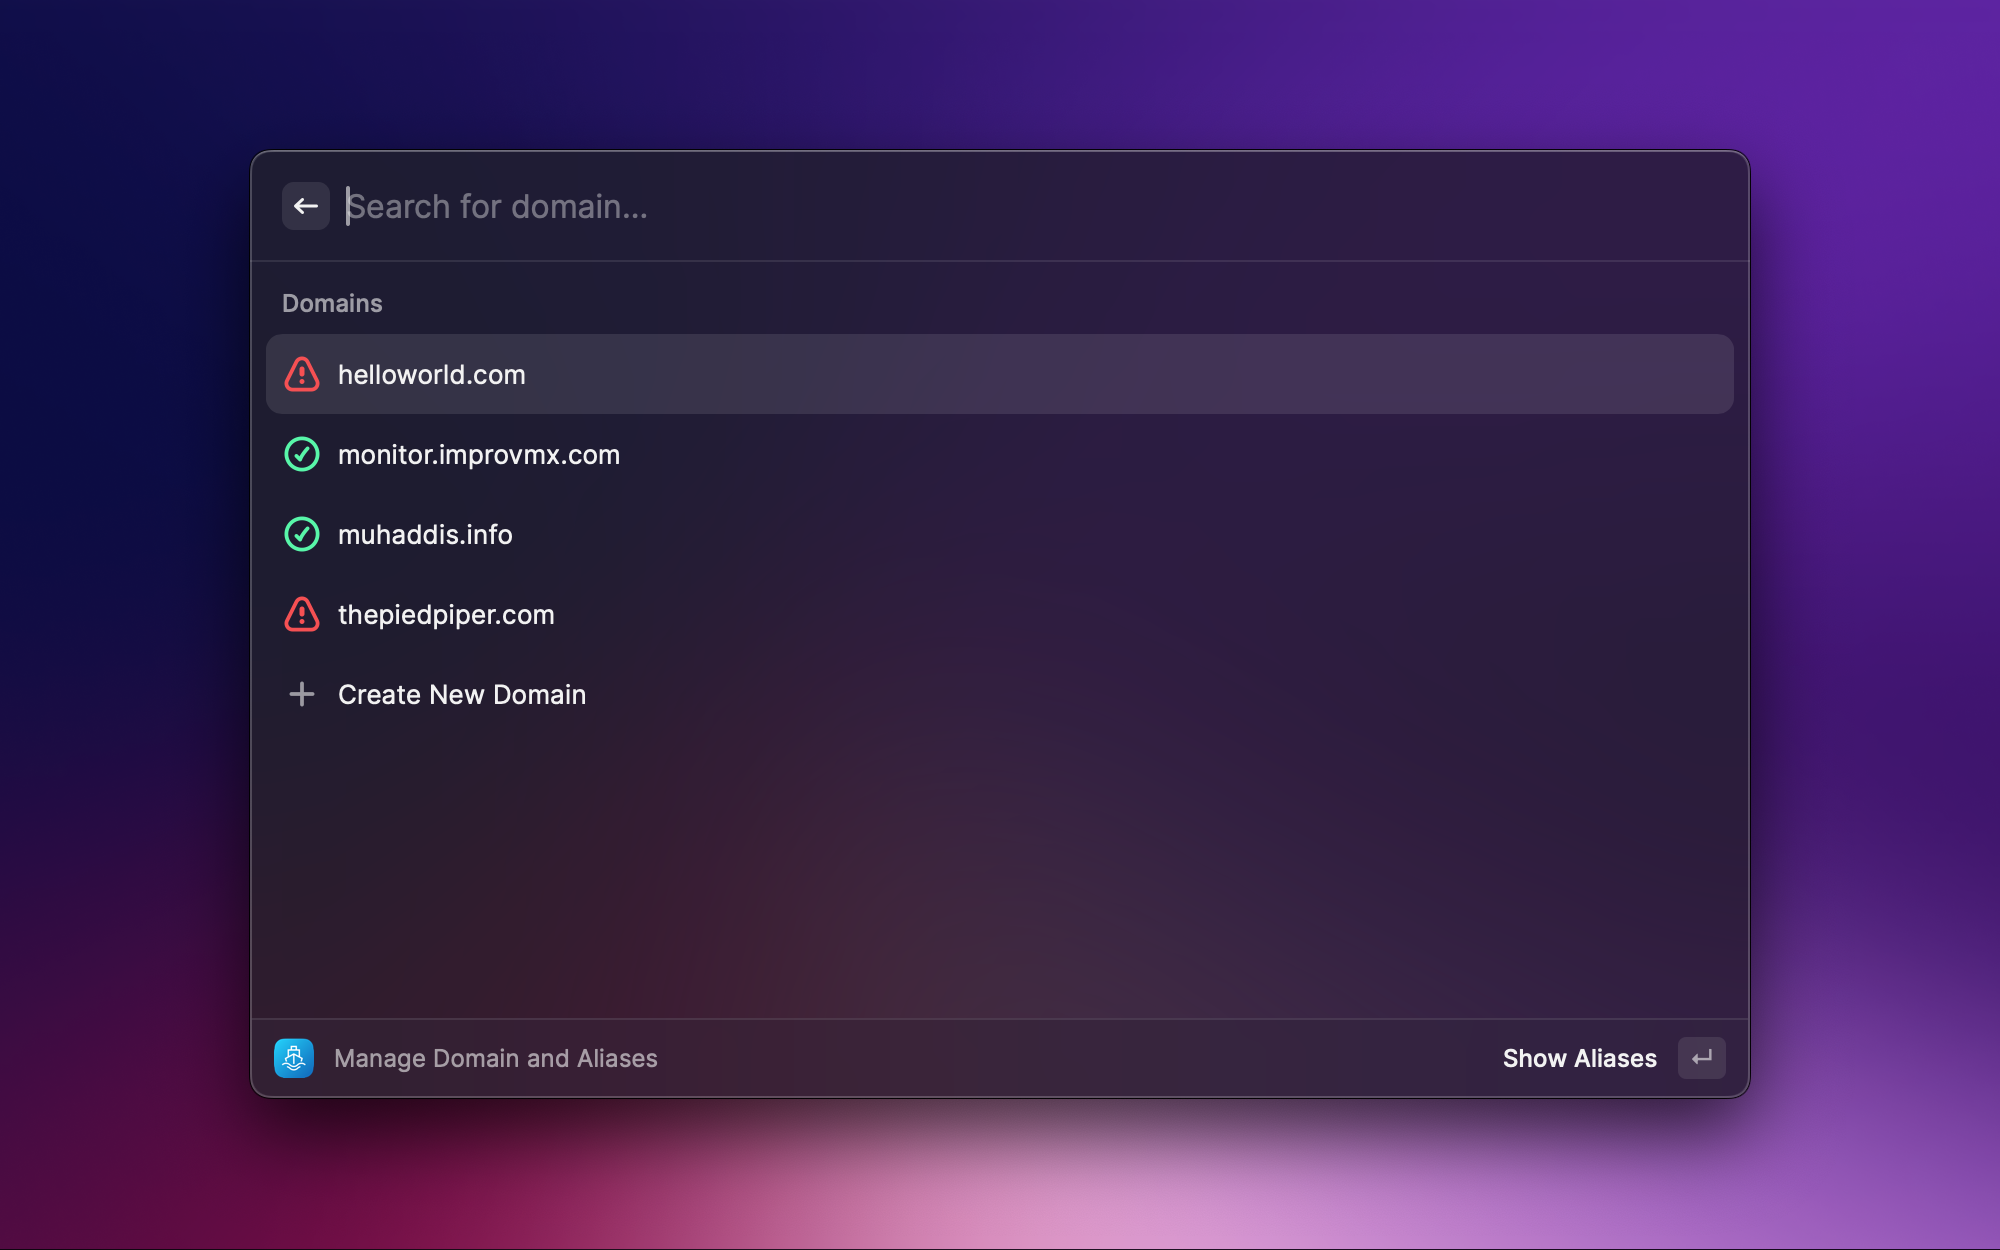 Search for domain...
Domains
helloworld.com
monitor.improvmx.com
muhaddis.info
thepiedpiper.com
Create New Domain
Manage Domain and Aliases
Show Aliases